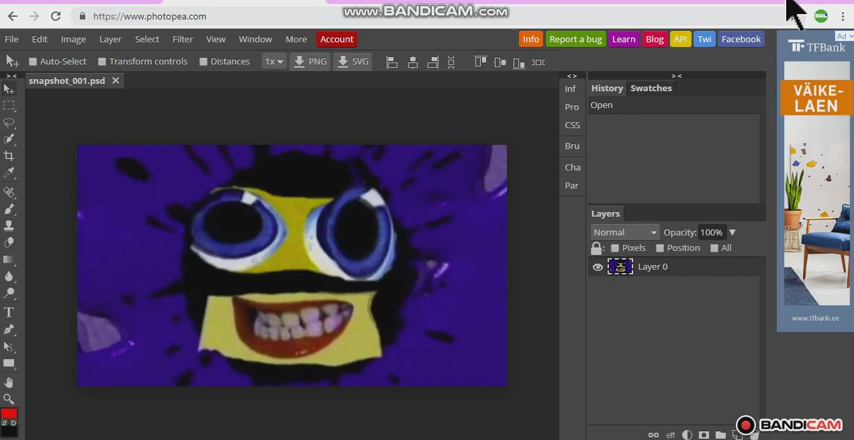 https://www.photopea.com
www.BANDICAM.com
Ad
File Edit Image Layer Select Filter View Window More Account
Info Report a bug Learn Blog API Twi Facebook
Auto-Select Transform controls Distances 1x PNG SVG
snapshot_001.psd
Inf
Pro
CSS
Bru
Cha
Par
History Swatches
Open
Layers
Normal Opacity: 100%
Pixels Position All
Layer 0
eff
D
TFBank
VÄIKE-
LAEN
www.tfbank.ee
BANDICAM